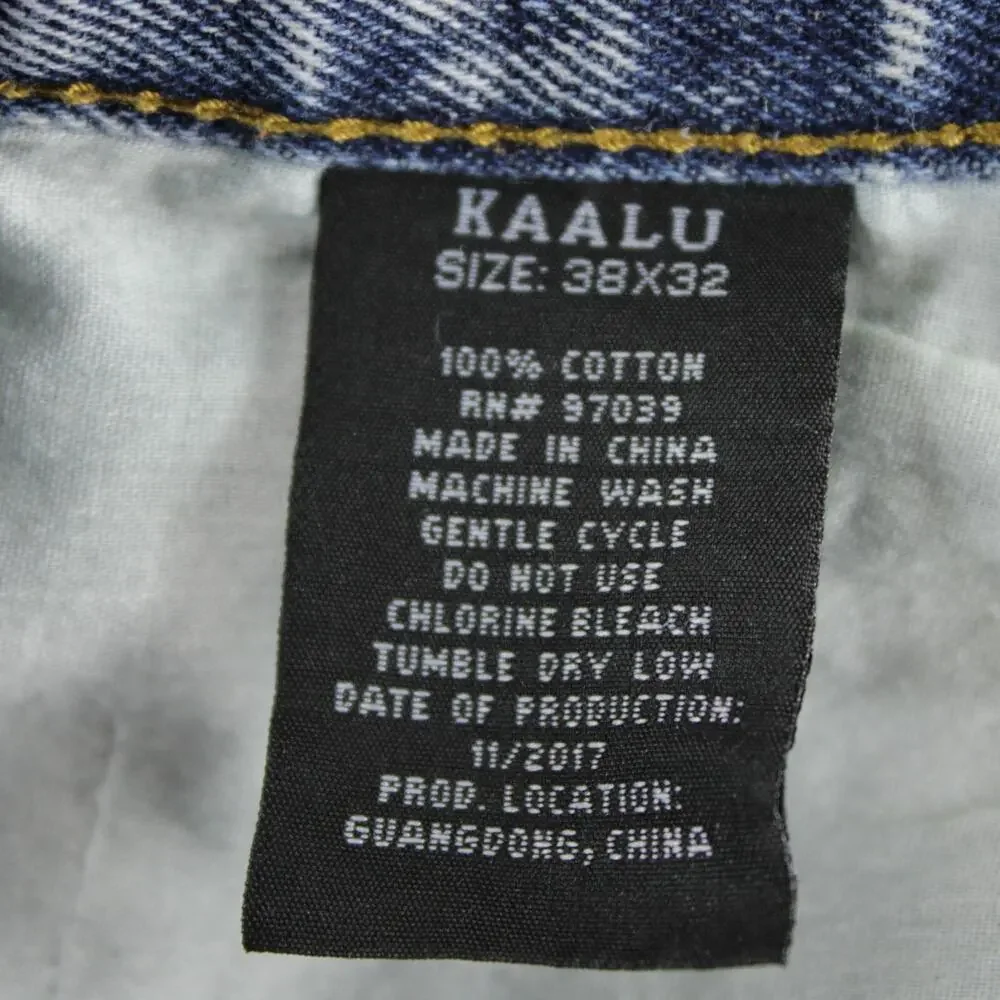 KAALU
SIZE: 38X32
100% COTTON
RN# 97039
MADE IN CHINA
MACHINE WASH
GENTLE CYCLE
DO NOT USE
CHLORINE BLEACH
TUMBLE DRY LOW
DATE OF PRODUCTION:
11/2017
PROD. LOCATION:
GUANGDONG, CHINA